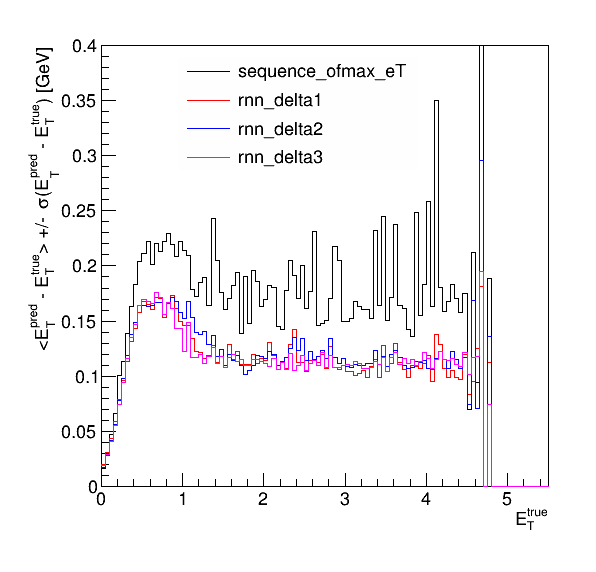 <E_T^pred - E_T^true> +/- σ(E_T^pred - E_T^true) [GeV]
0.4
0.35
0.3
0.25
0.2
0.15
0.1
0.05
0
sequence_ofmax_eT
rnn_delta1
rnn_delta2
rnn_delta3
0 1 2 3 4 5
E_T^true